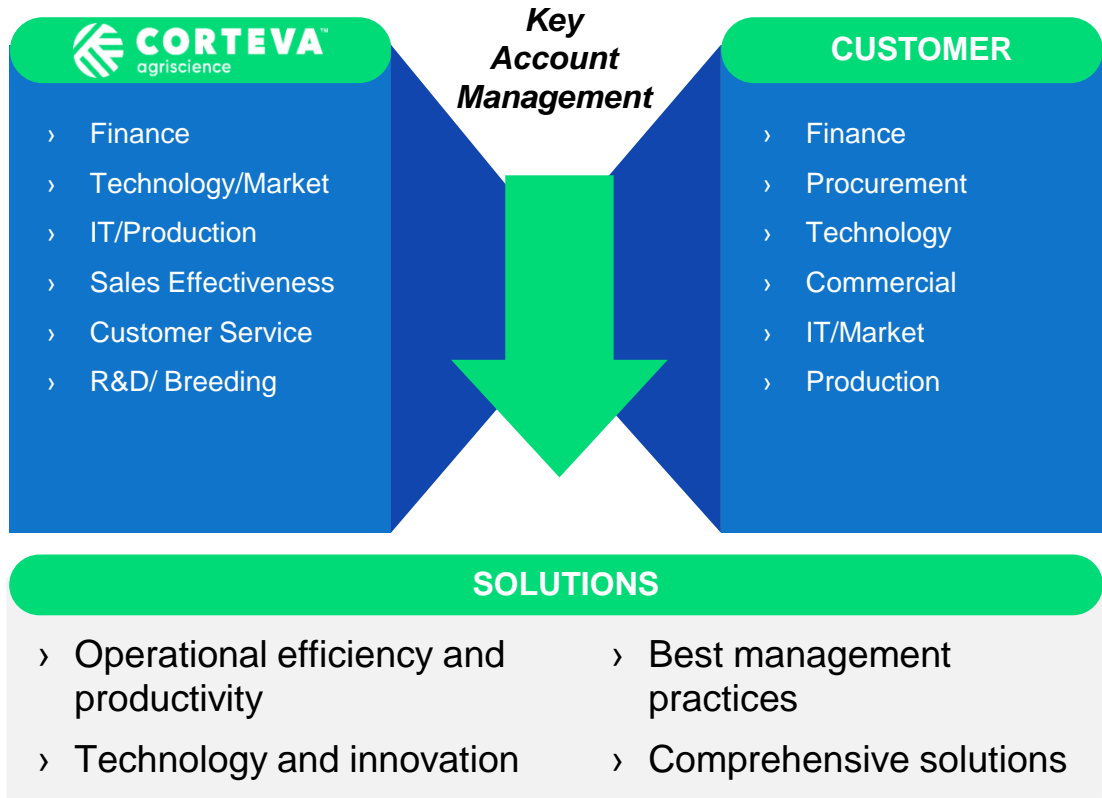 CORTEVA™
agriscience
› Finance
› Technology/Market
› IT/Production
› Sales Effectiveness
› Customer Service
› R&D/ Breeding
Key
Account
Management
CUSTOMER
› Finance
› Procurement
› Technology
› Commercial
› IT/Market
› Production
SOLUTIONS
› Operational efficiency and
productivity
› Technology and innovation
› Best management
practices
› Comprehensive solutions